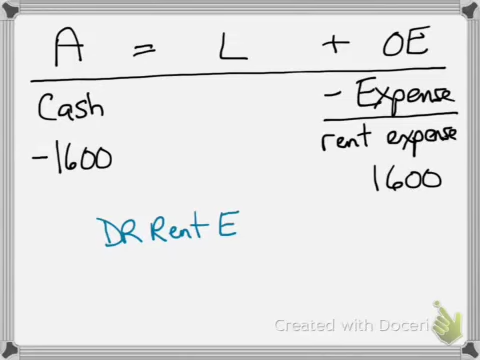 A = L + OE
Cash - Expense
rent expense
-1600 1600
DR Rent E
Created with Doceri